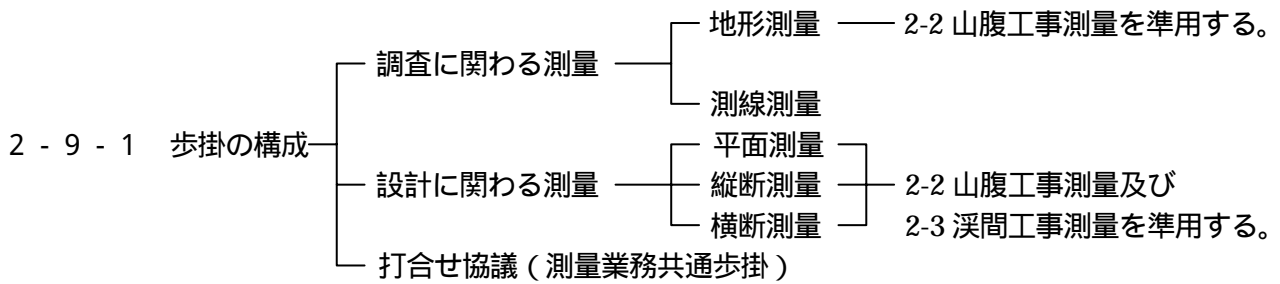 地形測量 2-2 山腹工事測量を準用する。
調査に関わる測量
測線測量
2-9-1 歩掛の構成
平面測量
設計に関わる測量 縦断測量 2-2 山腹工事測量及び
横断測量 2-3 渓間工事測量を準用する。
打合せ協議(測量業務共通歩掛)